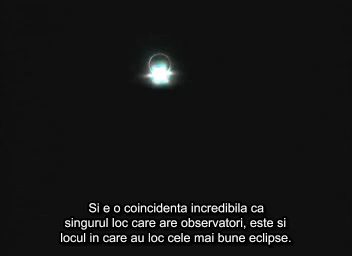 Si e o coincidenta incredibila ca
singurul loc care are observatori, este si
locul in care au loc cele mai bune eclipse.